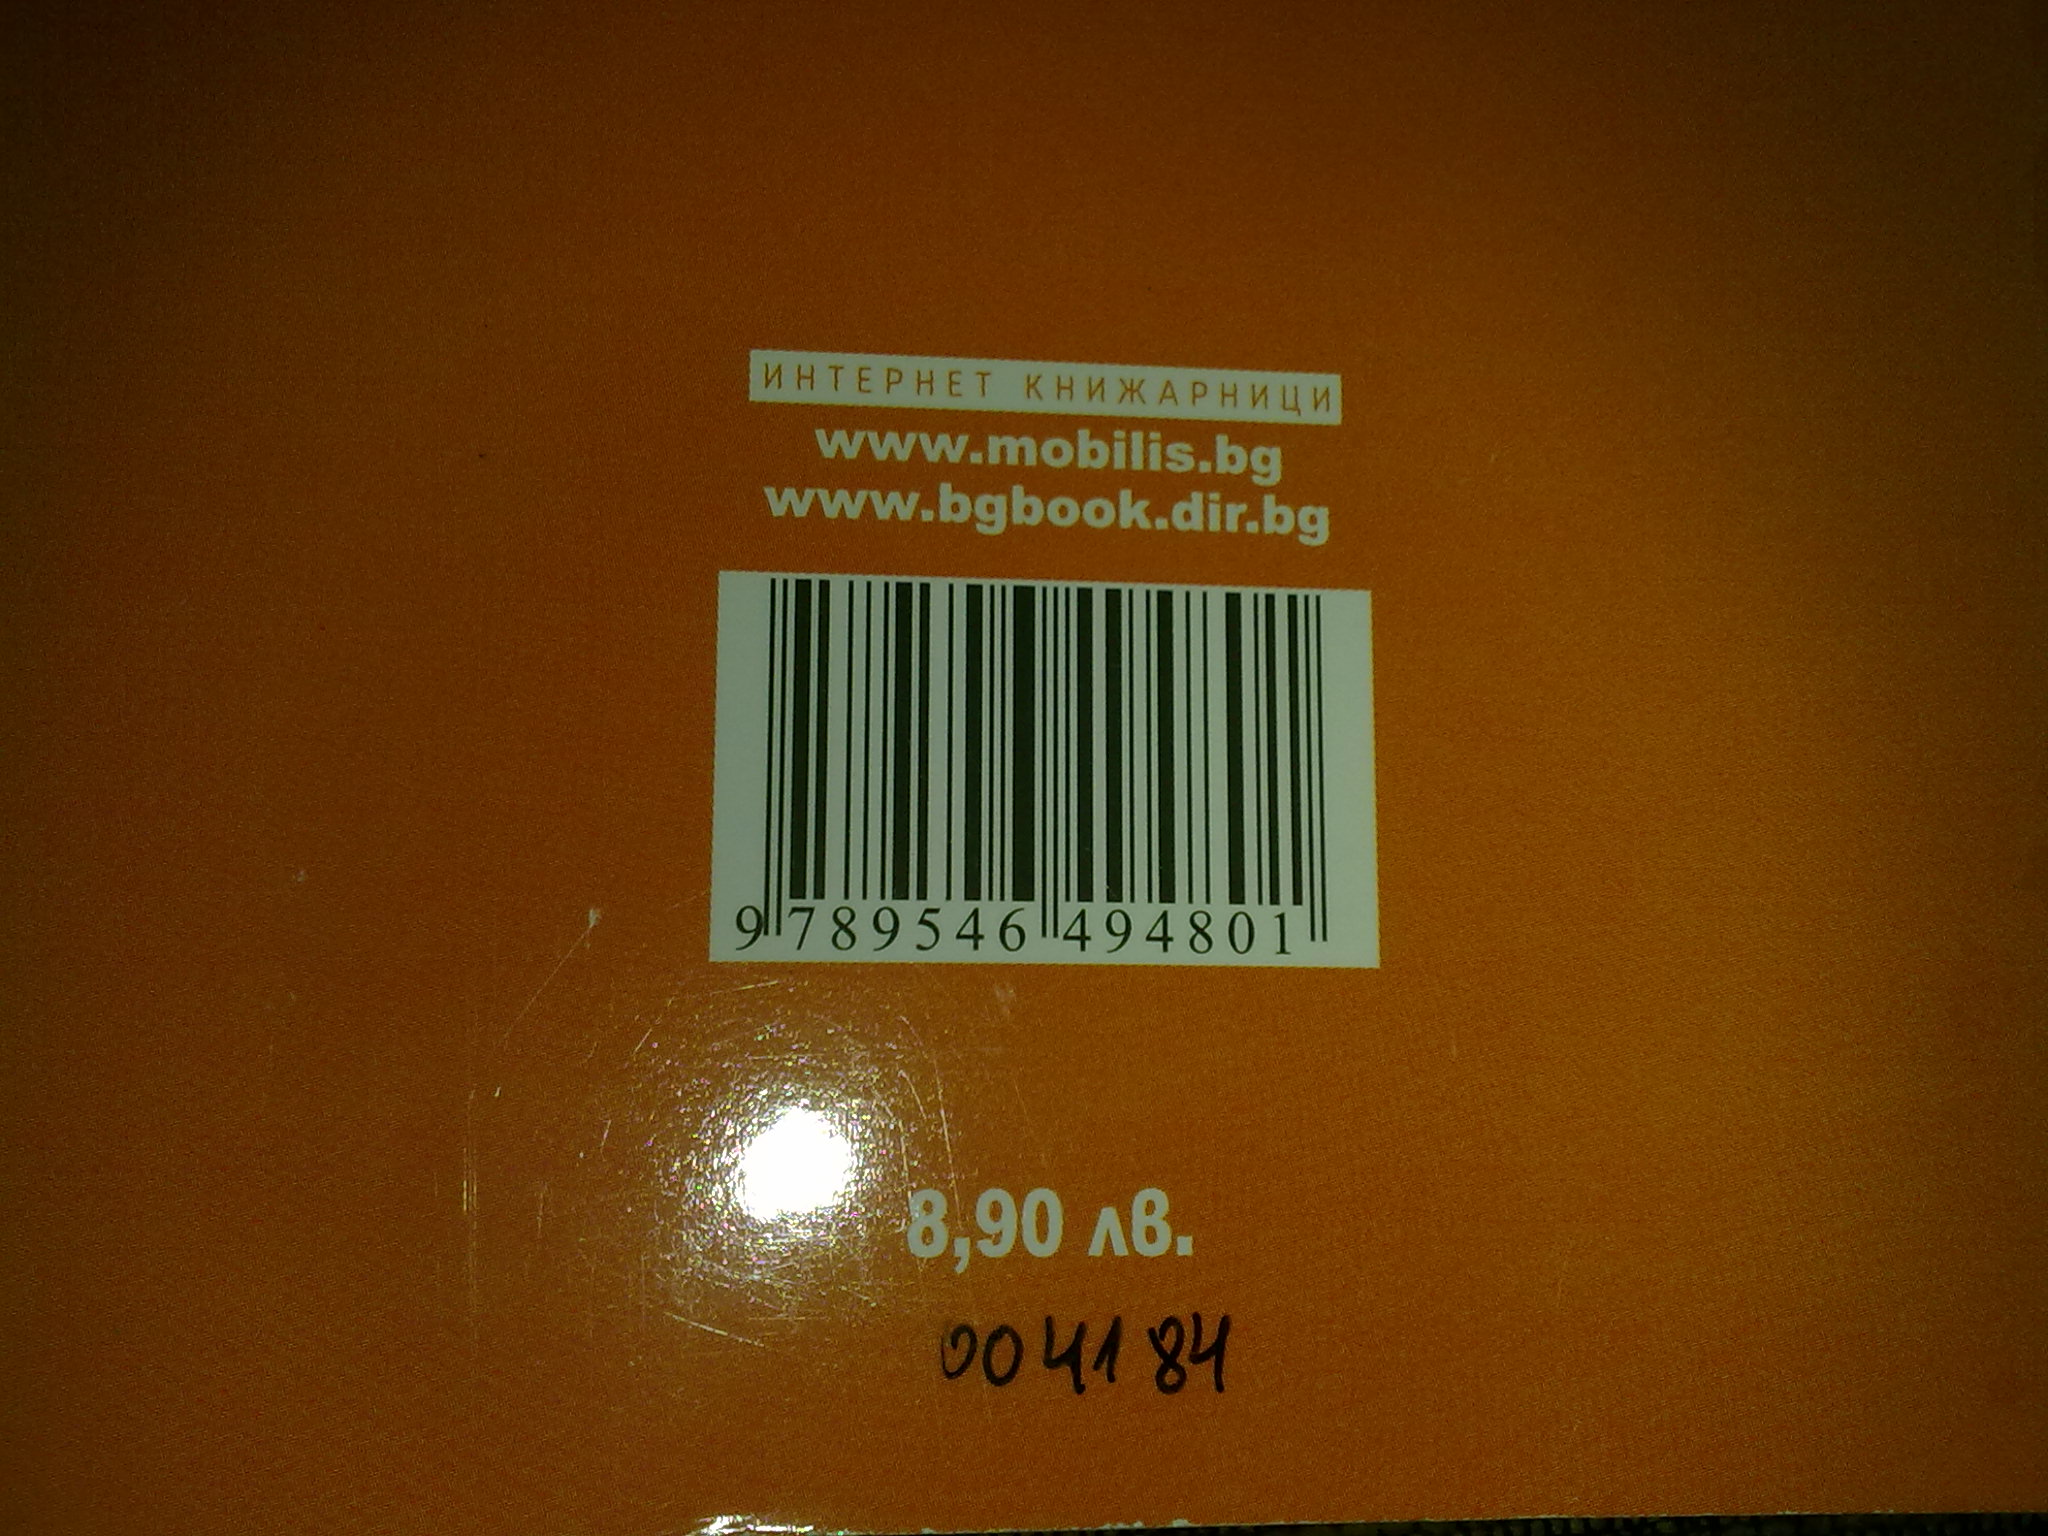 ИНТЕРНЕТ КНИЖАРНИЦИ
www.mobilis.bg
www.bgbook.dir.bg
9 789546 494801
8,90 лв.
004184